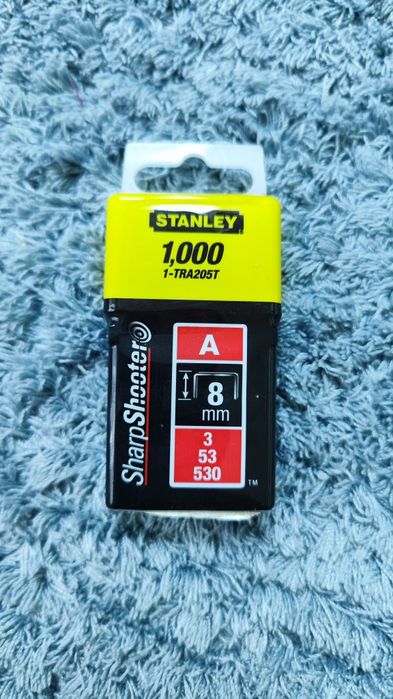 STANLEY
1,000
1-TRA205T
SharpShooter
A
8
mm
3
53
530
TM